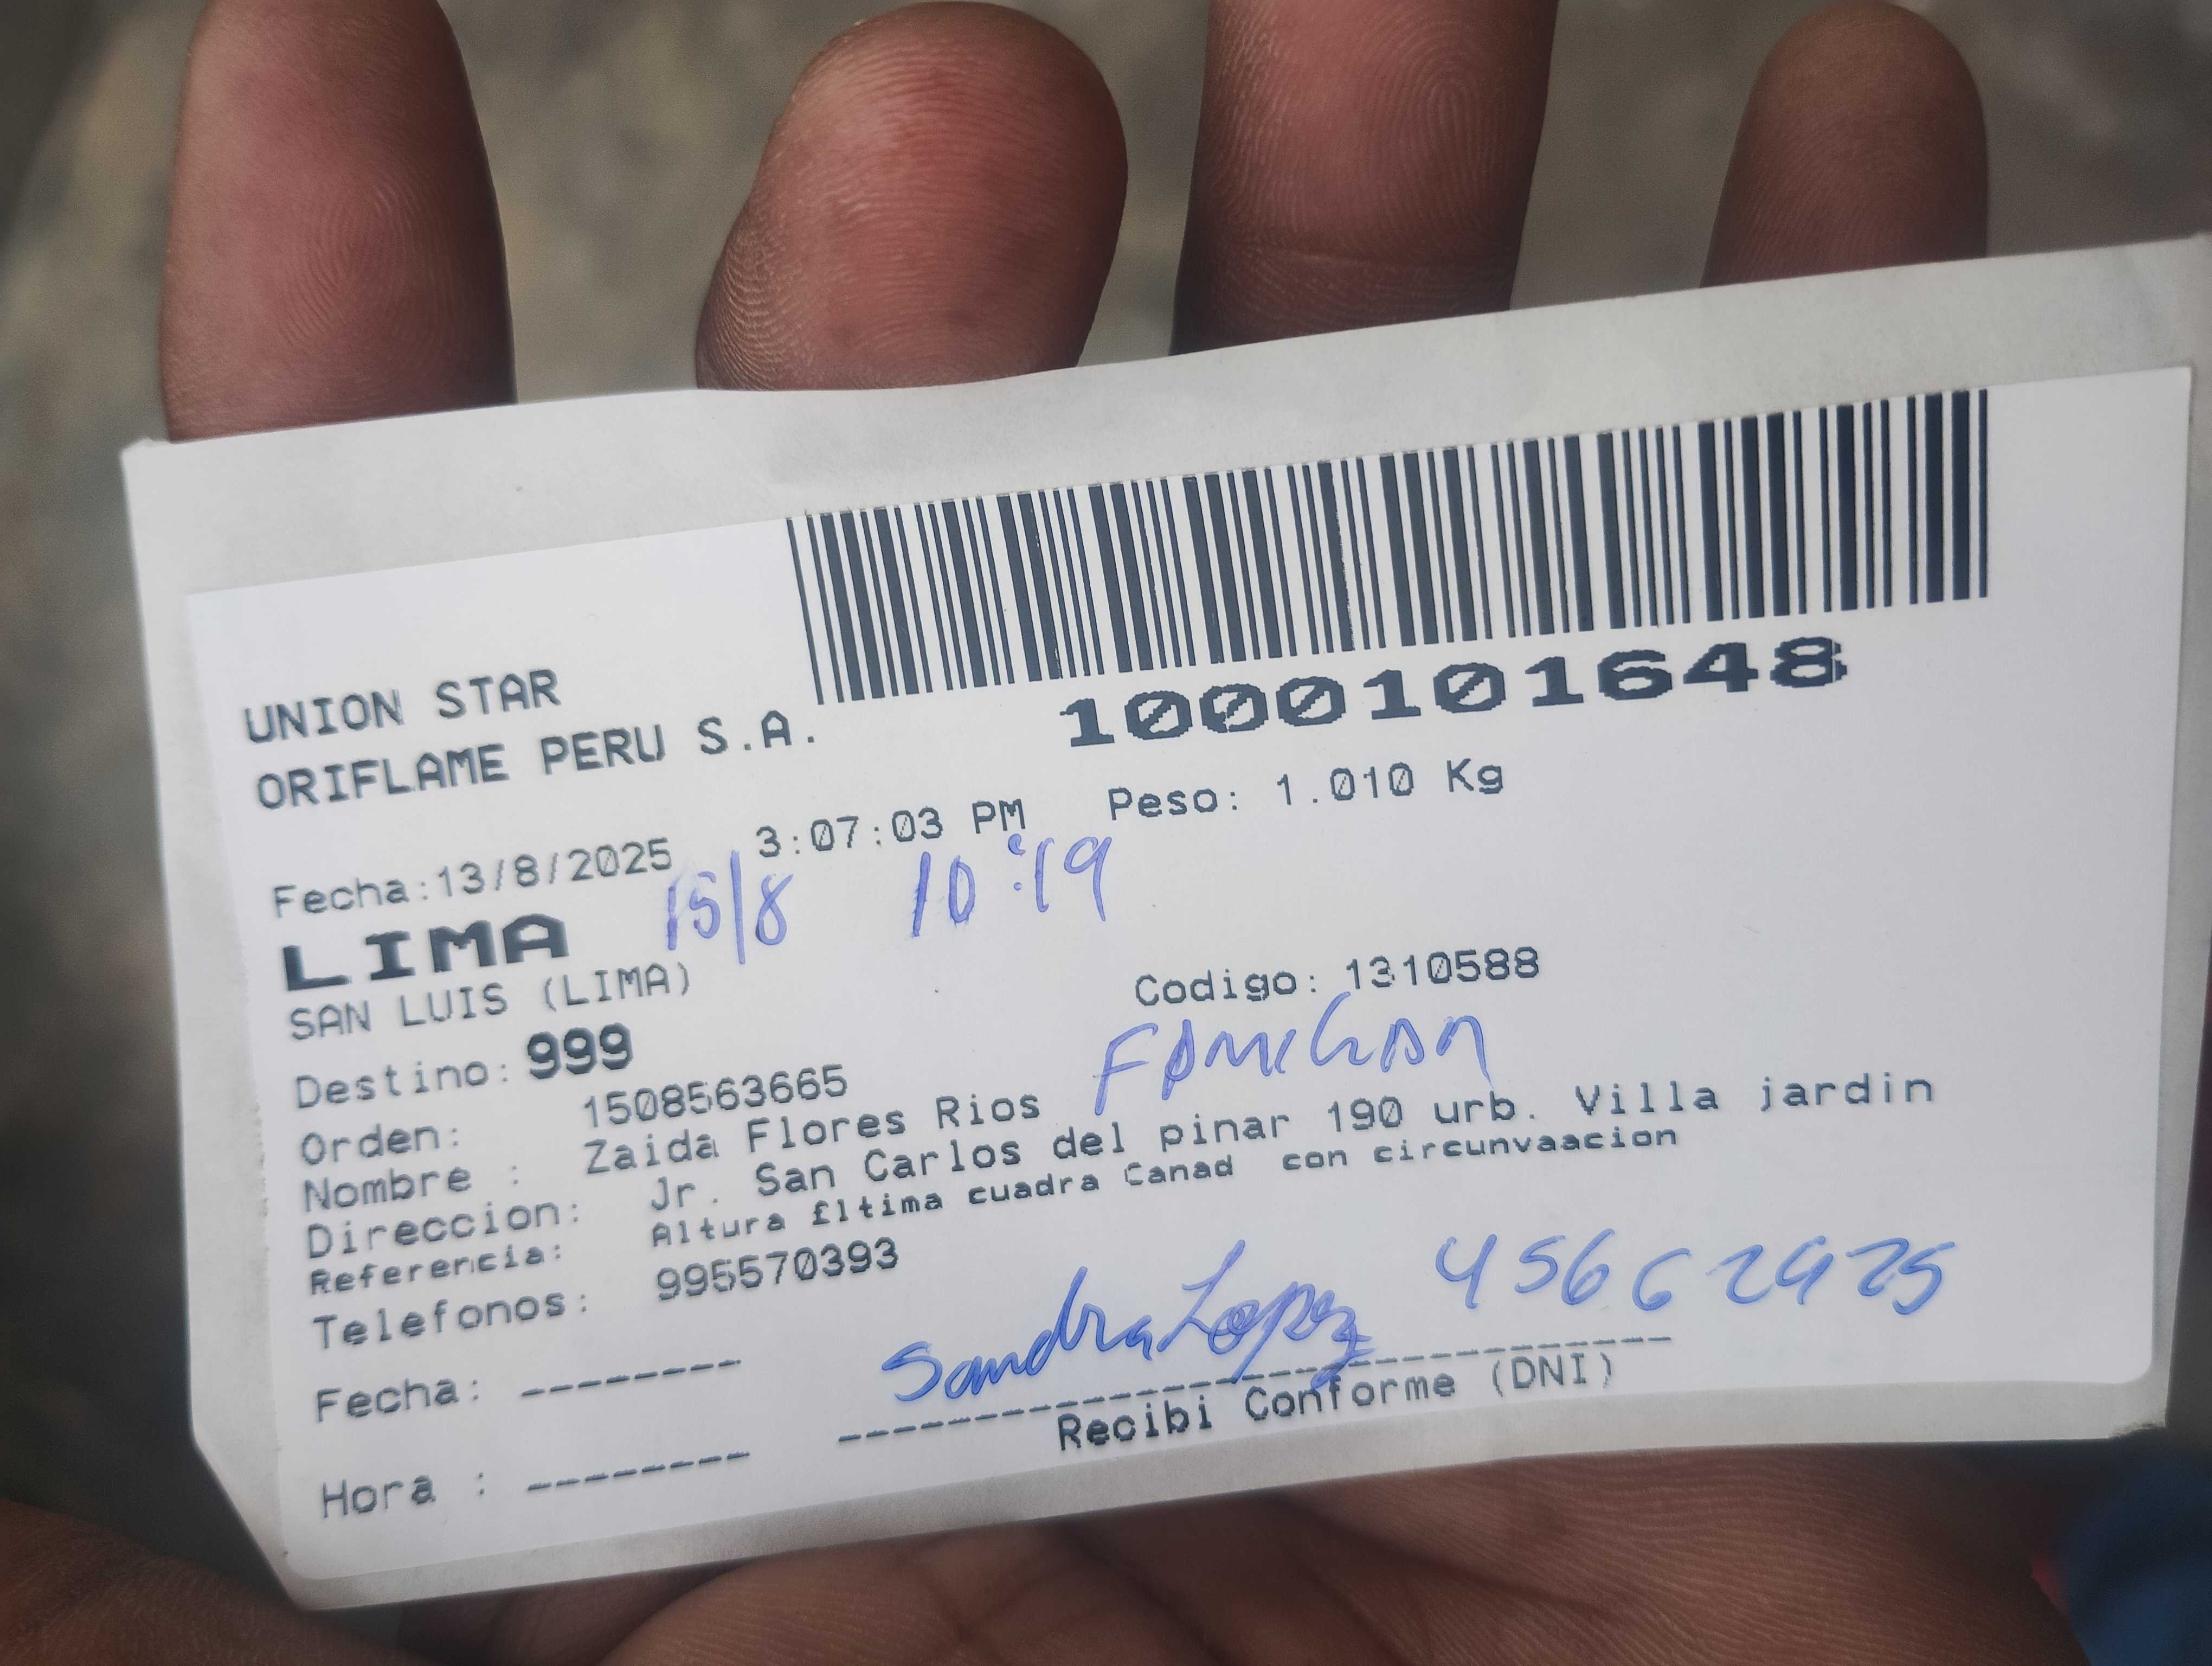 1000101648
UNION STAR
ORIFLAME PERU S.A.
Fecha:13/8/2025 3:07:03 PM Peso: 1.010 Kg
15/8 10:19
LIMA
SAN LUIS (LIMA)
Codigo: 1310588
Destino: 999
FAMILIAR
Orden: 1508563665
Nombre : Zaida Flores Rios
Direccion: Jr. San Carlos del pinar 190 urb. Villa jardin
Referencia: Altura £ltima cuadra Canad con circunvaacion
Telefonos: 995570393
Sandra Lopez 45662925
Fecha: --------
Recibi Conforme (DNI)
Hora : --------